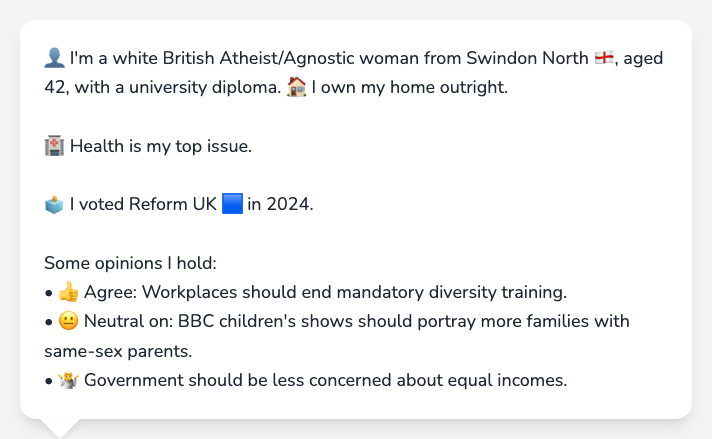 👤 I'm a white British Atheist/Agnostic woman from Swindon North 🏴󠁧󠁢󠁥󠁮󠁧󠁿, aged
42, with a university diploma. 🏠 I own my home outright.
🏥 Health is my top issue.
🗳️ I voted Reform UK 🟦 in 2024.
Some opinions I hold:
• 👍 Agree: Workplaces should end mandatory diversity training.
• 😐 Neutral on: BBC children's shows should portray more families with
same-sex parents.
• 🤷 Government should be less concerned about equal incomes.